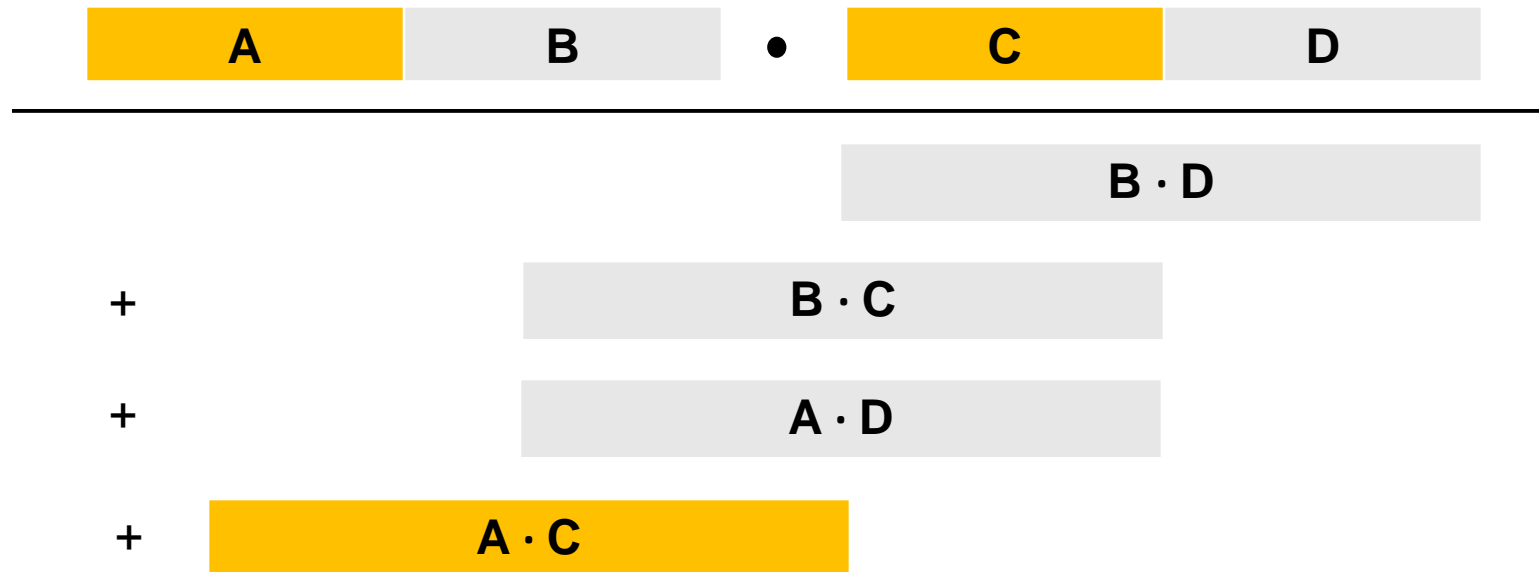 A B • C D
B · D
+ B · C
+ A · D
+ A · C